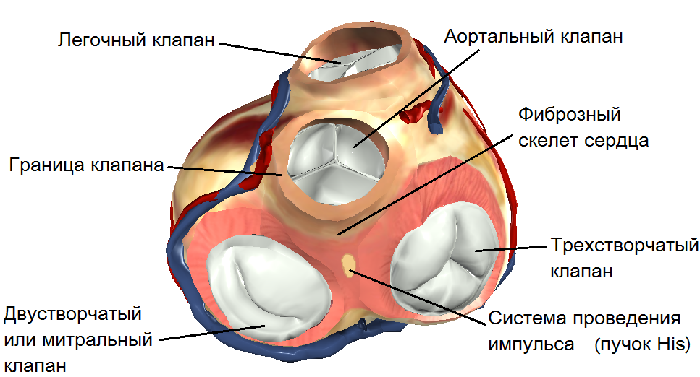 Легочный клапан
Аортальный клапан
Фиброзный
скелет сердца
Граница клапана
Трехстворчатый
клапан
Двустворчатый
или митральный
клапан
Система проведения
импульса (пучок His)